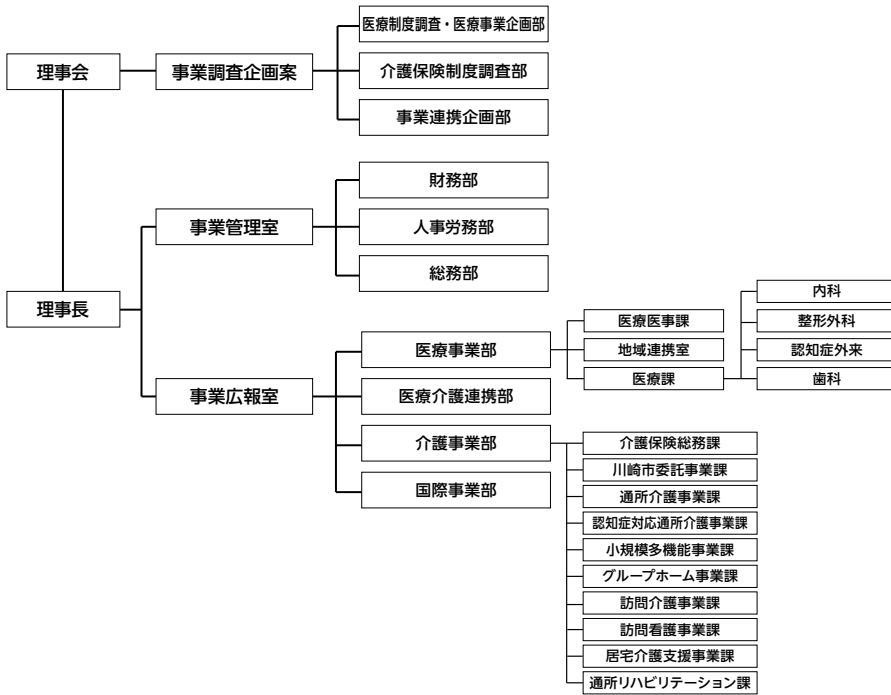 理事会
事業調査企画案
医療制度調査・医療事業企画部
介護保険制度調査部
事業連携企画部
理事長
事業管理室
財務部
人事労務部
総務部
事業広報室
医療事業部
医療医事課
地域連携室
医療課
内科
整形外科
認知症外来
歯科
医療介護連携部
介護事業部
介護保険総務課
川崎市委託事業課
通所介護事業課
認知症対応通所介護事業課
小規模多機能事業課
グループホーム事業課
訪問介護事業課
訪問看護事業課
居宅介護支援事業課
通所リハビリテーション課
国際事業部